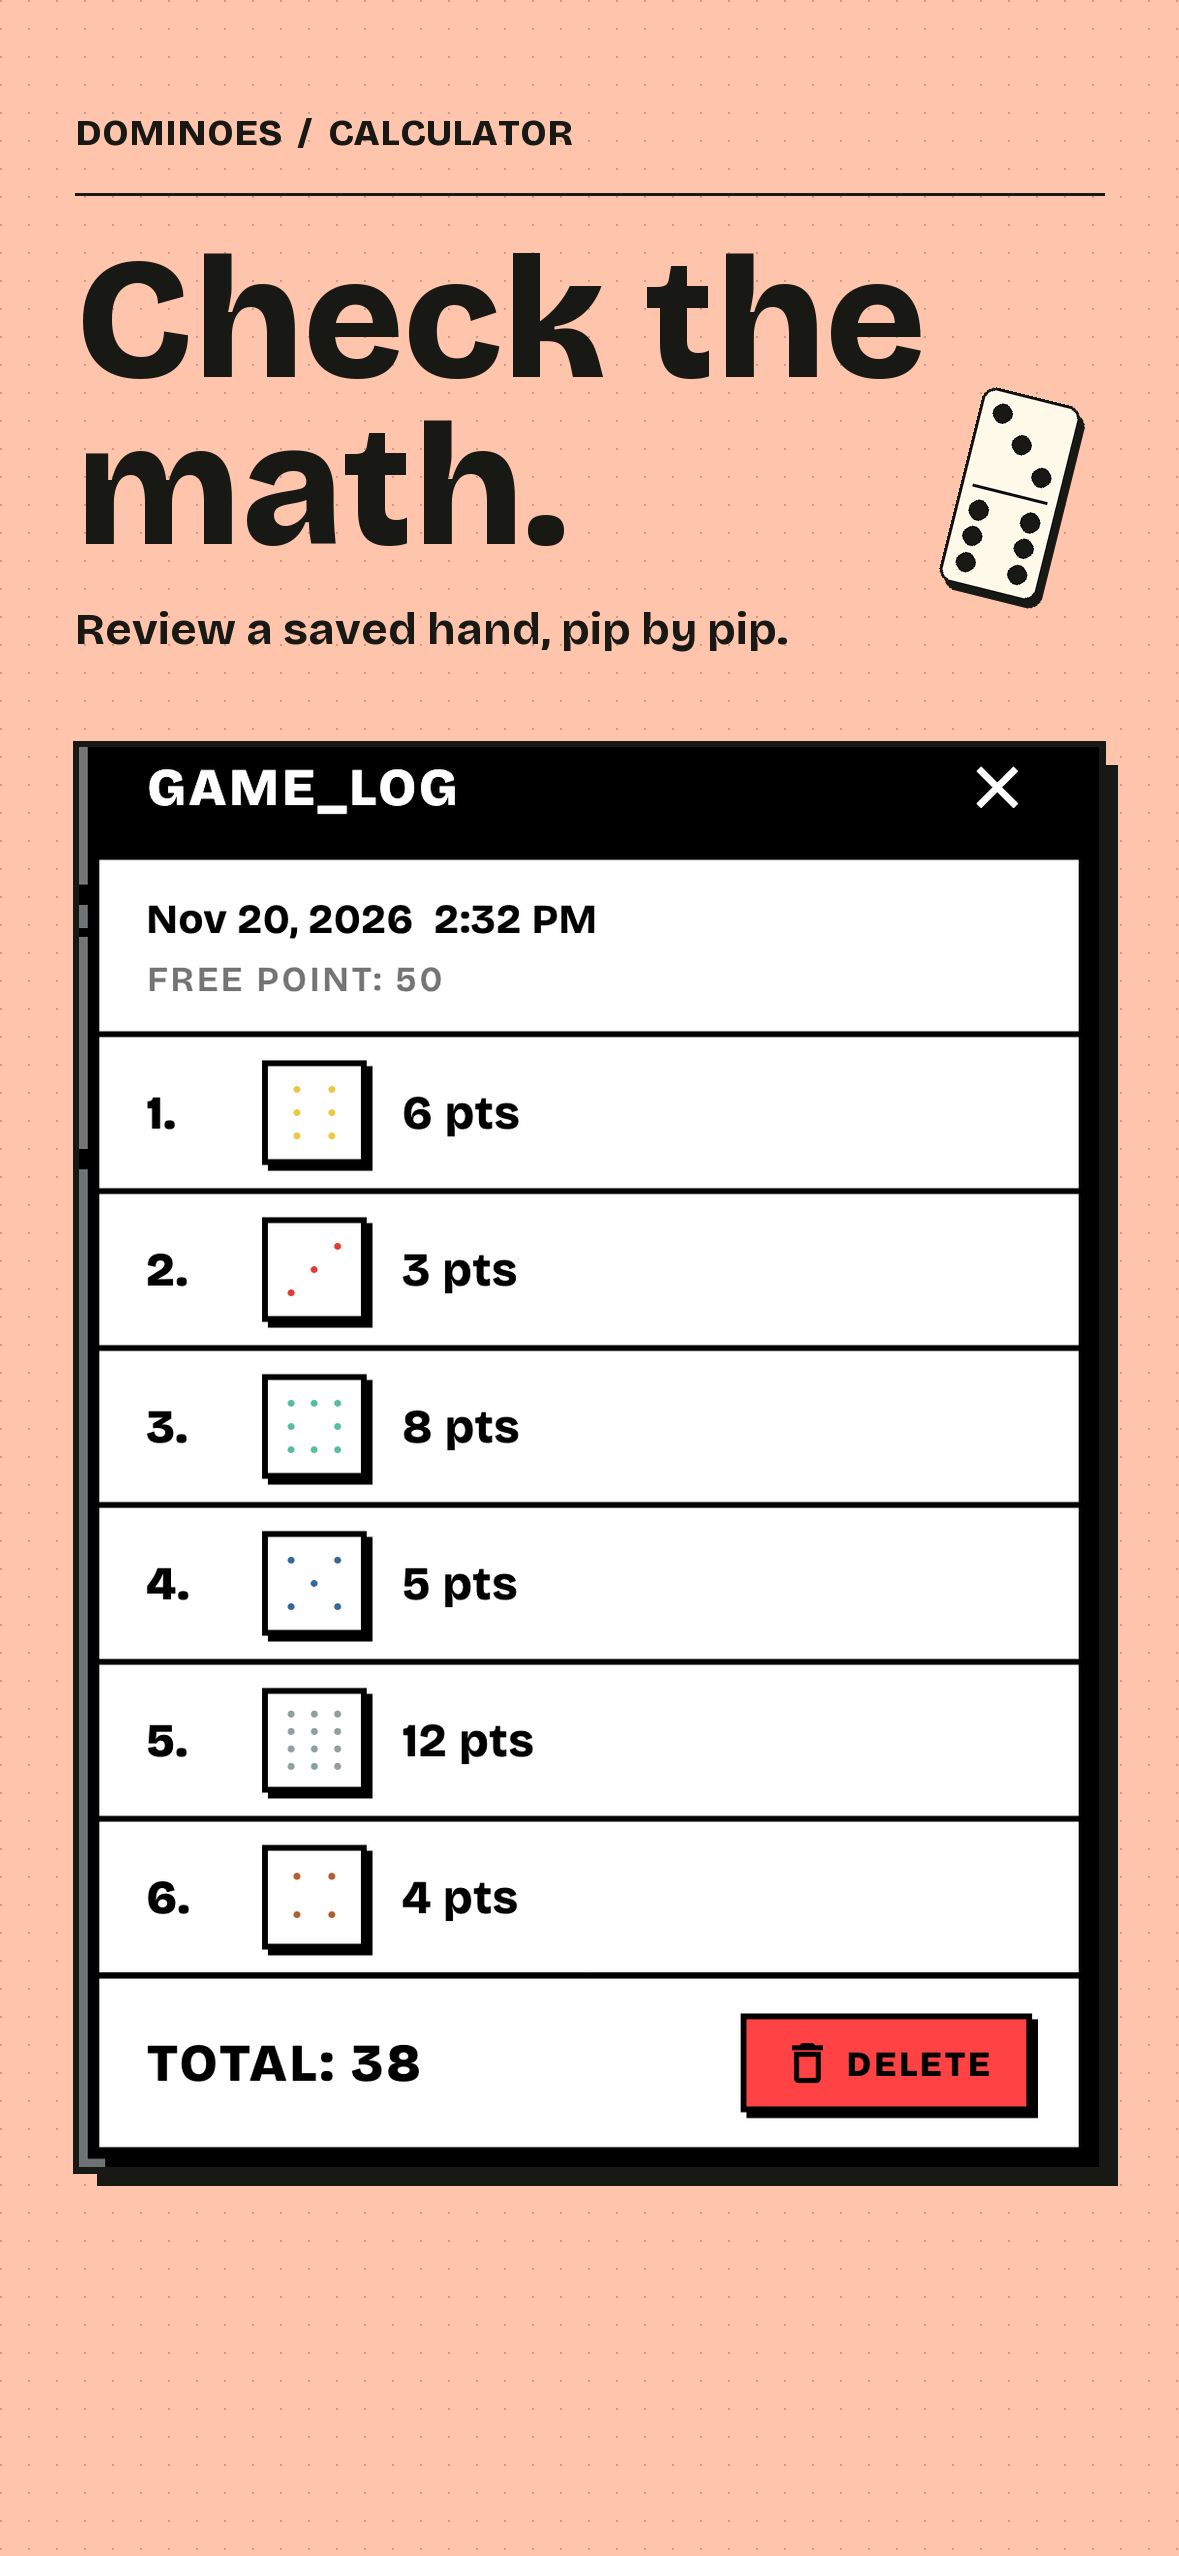 DOMINOES / CALCULATOR
Check the
math.
Review a saved hand, pip by pip.
GAME_LOG
Nov 20, 2026 2:32 PM
FREE POINT: 50
1. 6 pts
2. 3 pts
3. 8 pts
4. 5 pts
5. 12 pts
6. 4 pts
TOTAL: 38 DELETE